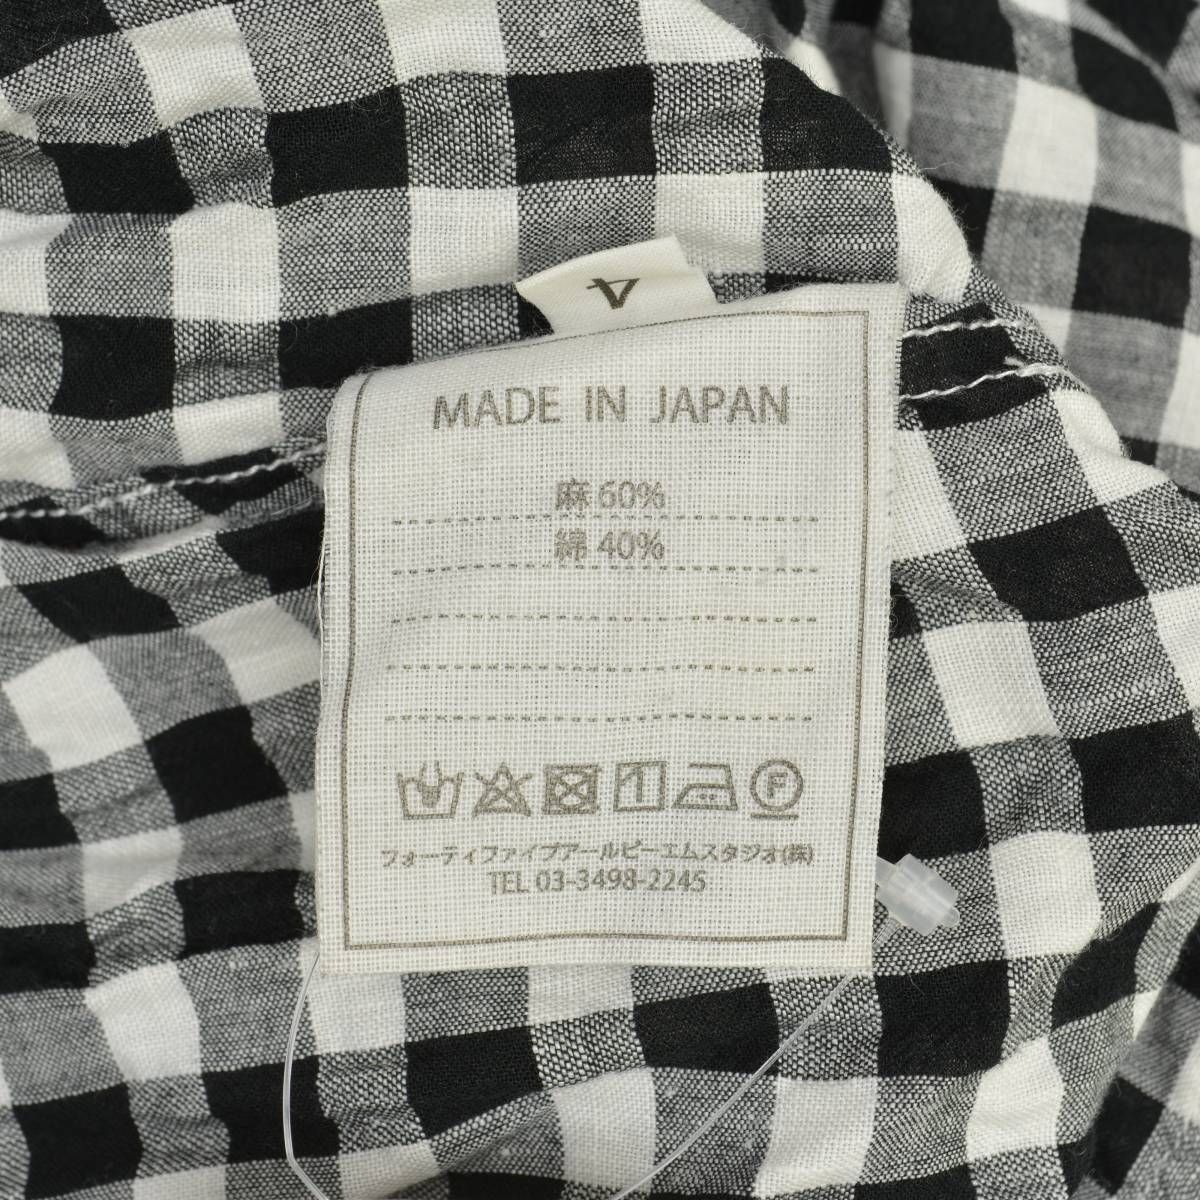 A
MADE IN JAPAN
麻 60%
綿 40%
F
フォーティファイブアールピーエムスタジオ(株)
TEL 03-3498-2245